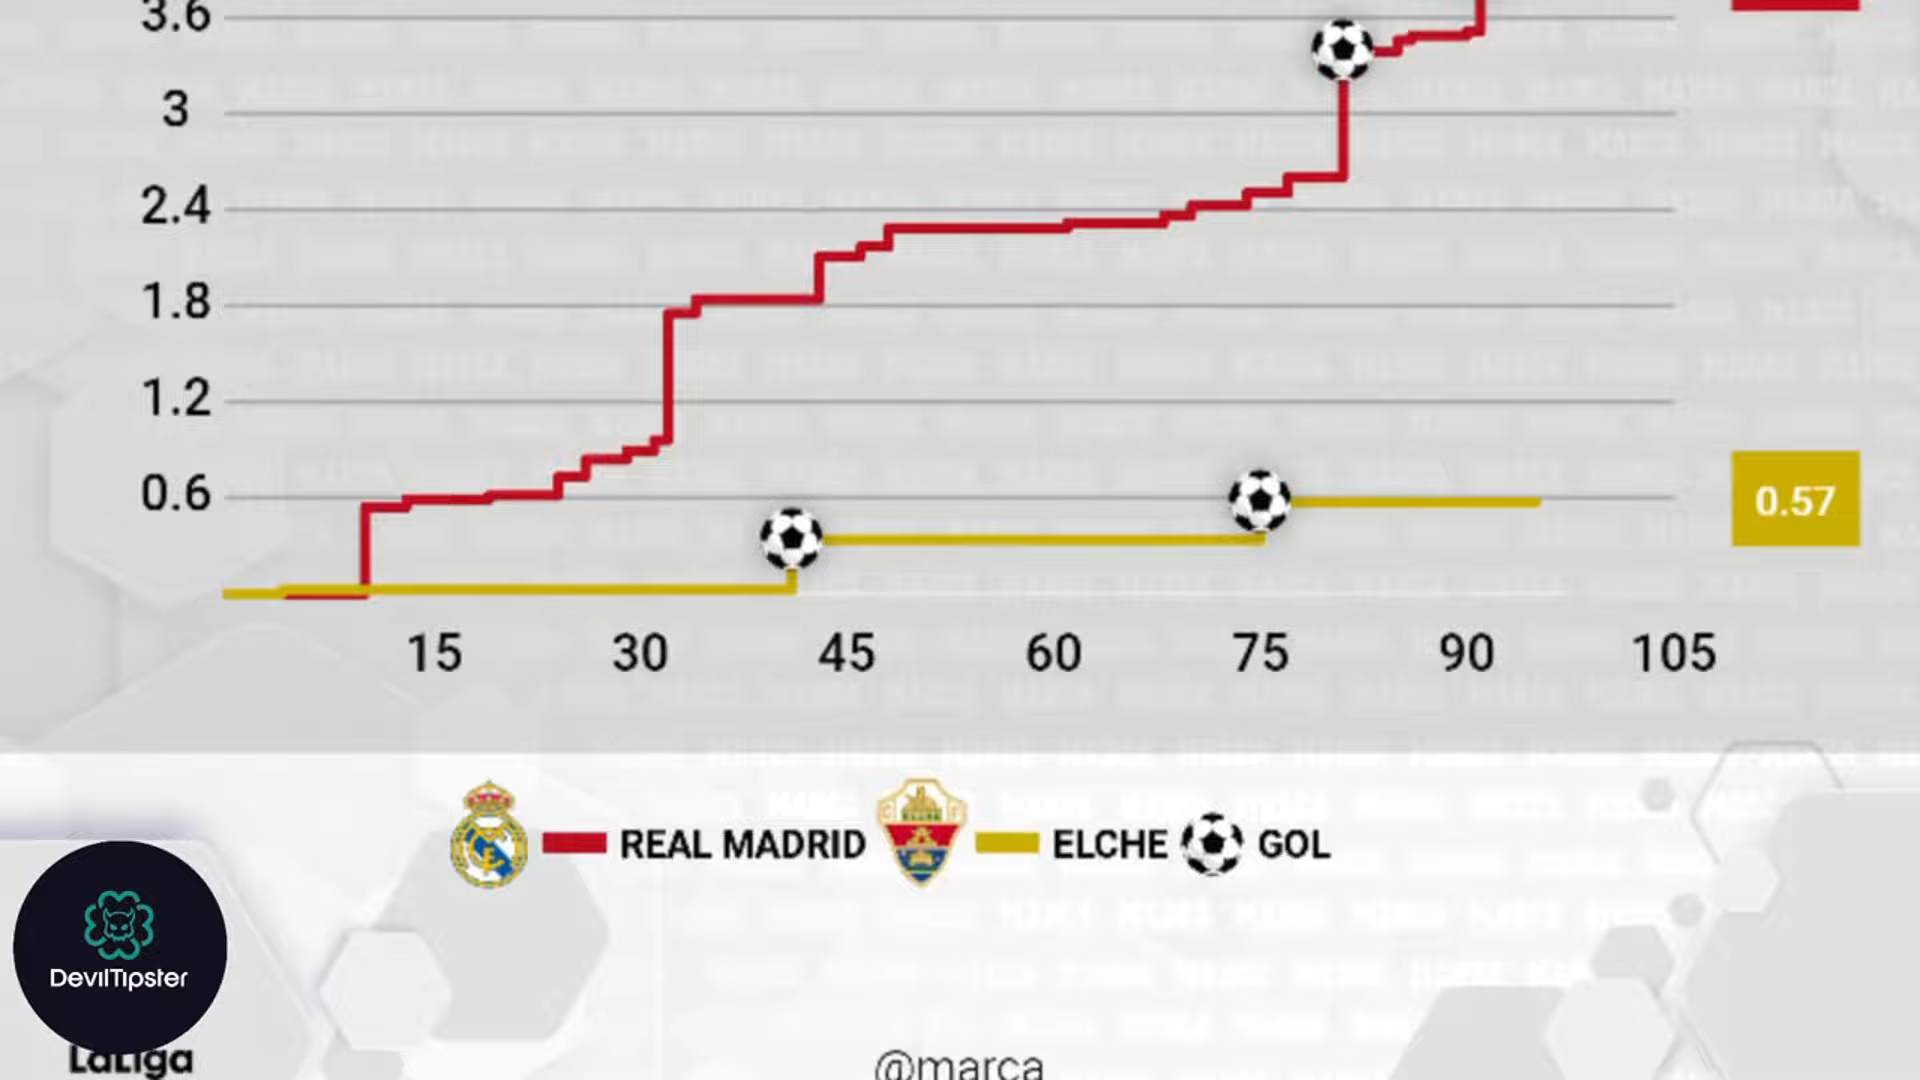 3.6
3
2.4
1.8
1.2
0.6
0.57
15 30 45 60 75 90 105
REAL MADRID ELCHE GOL
DevilTipster
LaLiga
@marca